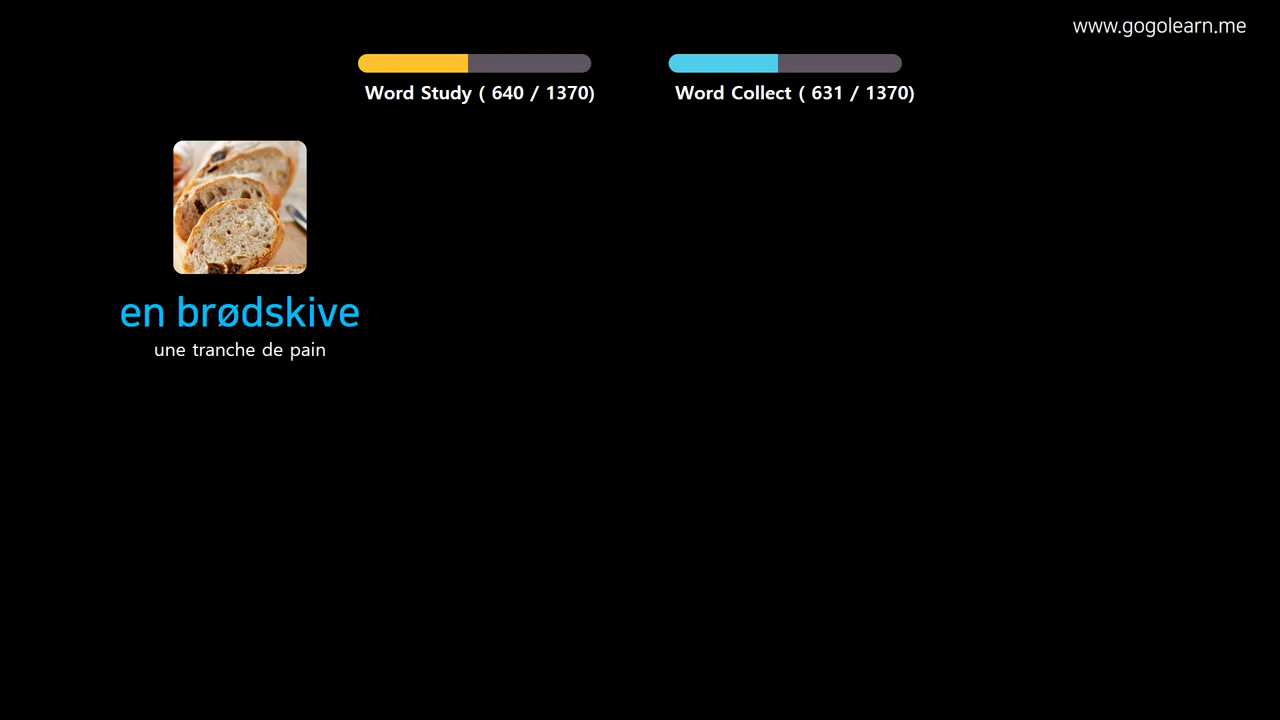 www.gogolearn.me
Word Study ( 640 / 1370)
Word Collect ( 631 / 1370)
en brødskive
une tranche de pain